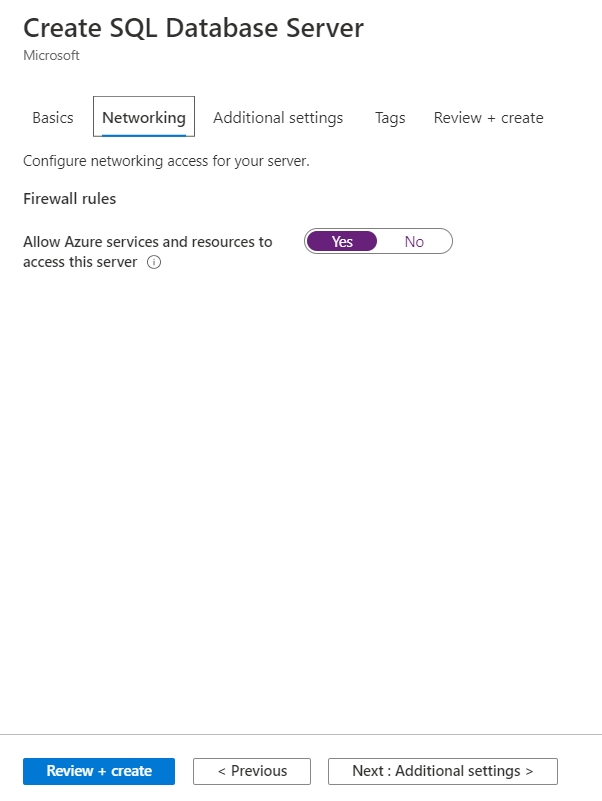 Create SQL Database Server
Microsoft
Basics Networking Additional settings Tags Review + create
Configure networking access for your server.
Firewall rules
Allow Azure services and resources to
access this server
Yes No
Review + create < Previous Next : Additional settings >